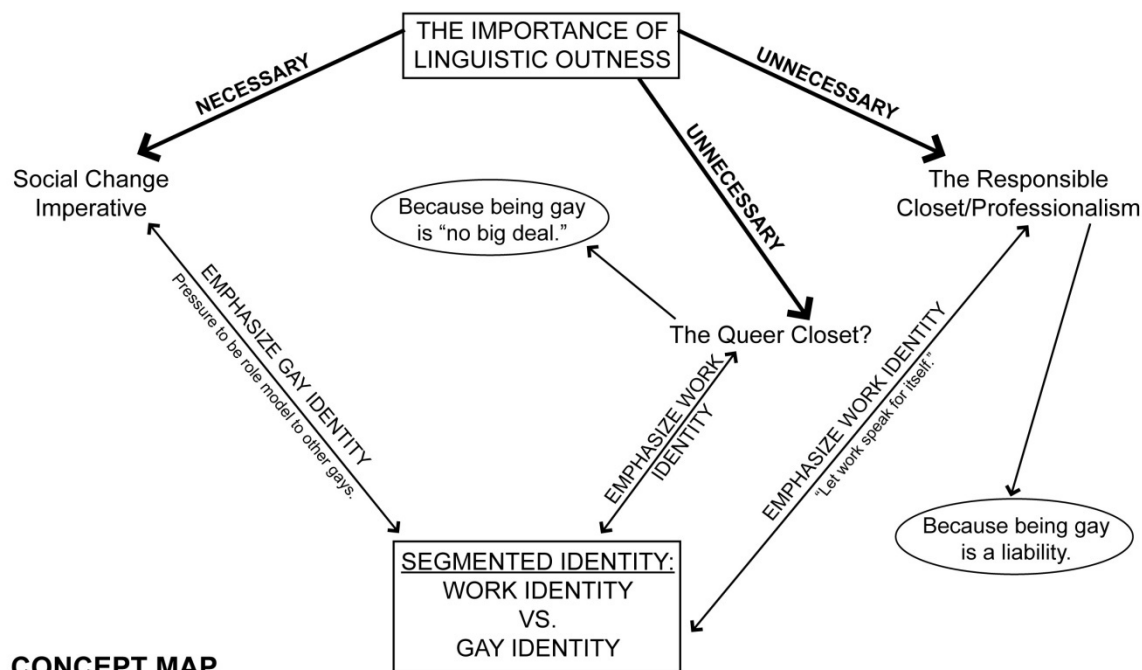 THE IMPORTANCE OF
LINGUISTIC OUTNESS
NECESSARY
UNNECESSARY
UNNECESSARY
Social Change
Imperative
Because being gay
is “no big deal.”
The Responsible
Closet/Professionalism
The Queer Closet?
EMPHASIZE GAY IDENTITY
Pressure to be role model to other gays.
EMPHASIZE WORK
IDENTITY
EMPHASIZE WORK IDENTITY
“Let work speak for itself.”
Because being gay
is a liability.
SEGMENTED IDENTITY:
WORK IDENTITY
VS.
GAY IDENTITY
CONCEPT MAP